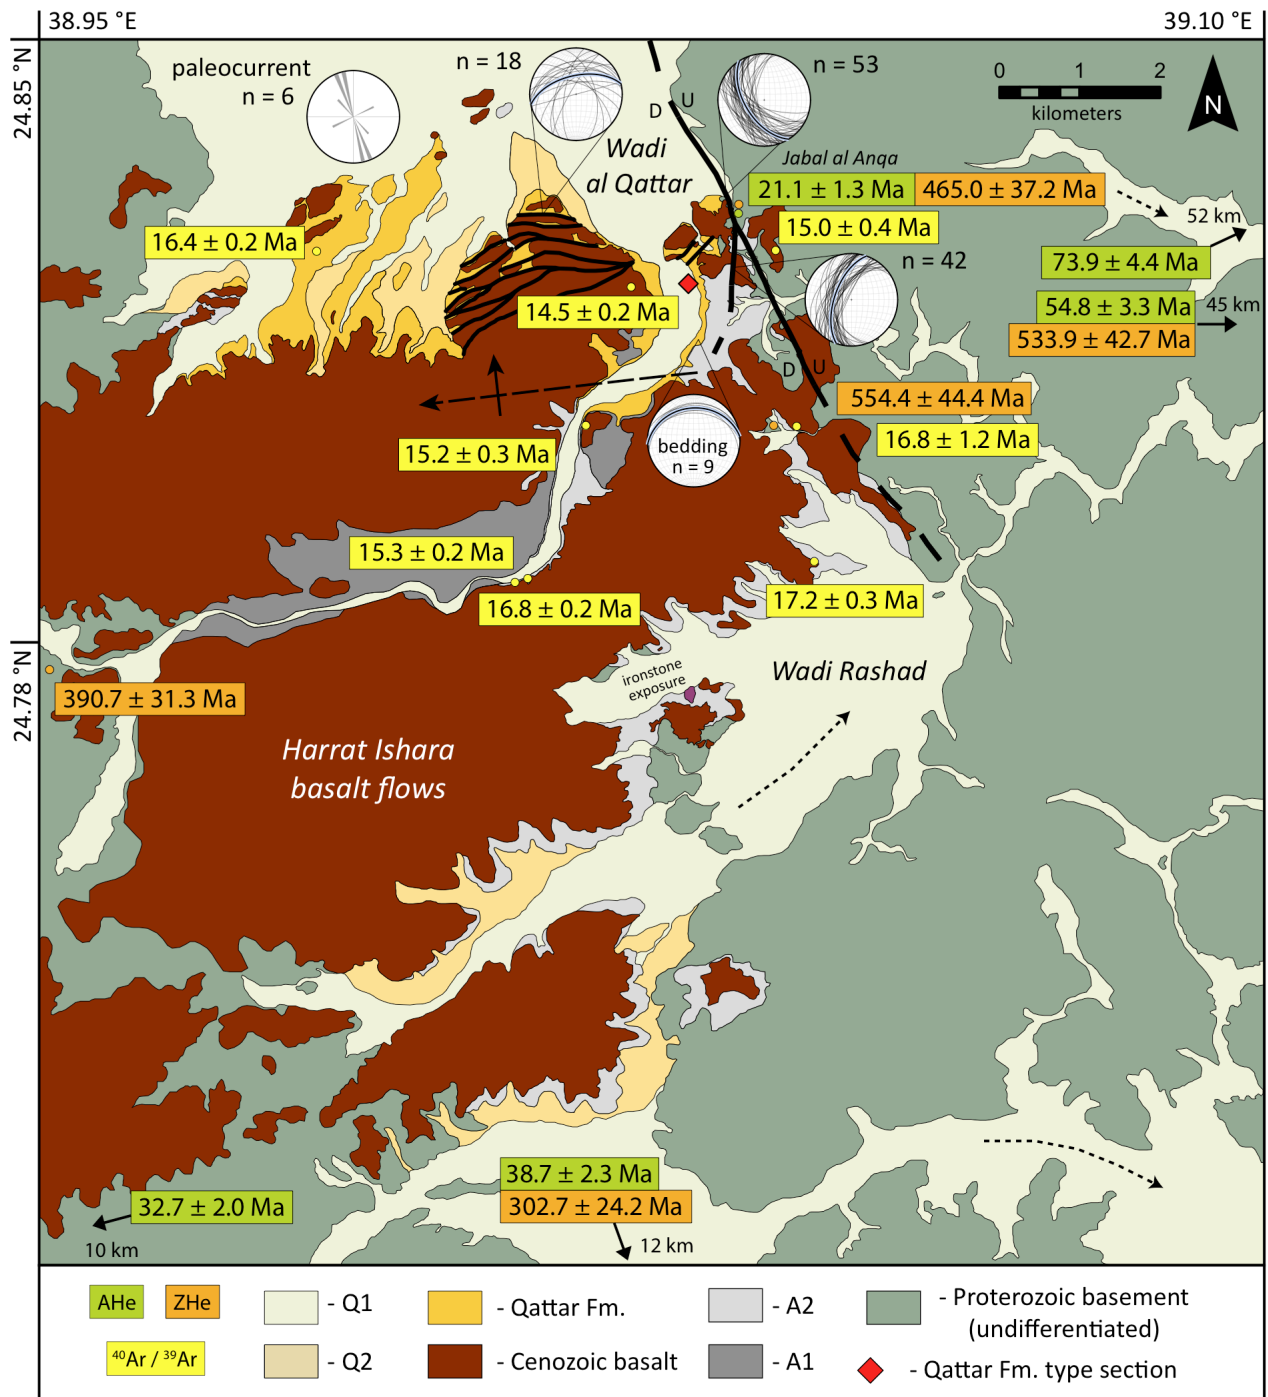 38.95 °E
39.10 °E
24.85 °N
24.78 °N
paleocurrent
n = 6
n = 18
n = 53
0 1 2
kilometers
N
D U
Wadi
al Qattar
Jabal al Anqa
21.1 ± 1.3 Ma 465.0 ± 37.2 Ma
15.0 ± 0.4 Ma
52 km
16.4 ± 0.2 Ma
n = 42
73.9 ± 4.4 Ma
54.8 ± 3.3 Ma
45 km
533.9 ± 42.7 Ma
14.5 ± 0.2 Ma
D U
554.4 ± 44.4 Ma
16.8 ± 1.2 Ma
bedding
n = 9
15.2 ± 0.3 Ma
15.3 ± 0.2 Ma
16.8 ± 0.2 Ma
17.2 ± 0.3 Ma
ironstone
exposure
Wadi Rashad
390.7 ± 31.3 Ma
Harrat Ishara
basalt flows
38.7 ± 2.3 Ma
302.7 ± 24.2 Ma
12 km
32.7 ± 2.0 Ma
10 km
AHe
ZHe
40Ar / 39Ar
- Q1
- Q2
- Qattar Fm.
- Cenozoic basalt
- A2
- A1
- Proterozoic basement
(undifferentiated)
- Qattar Fm. type section